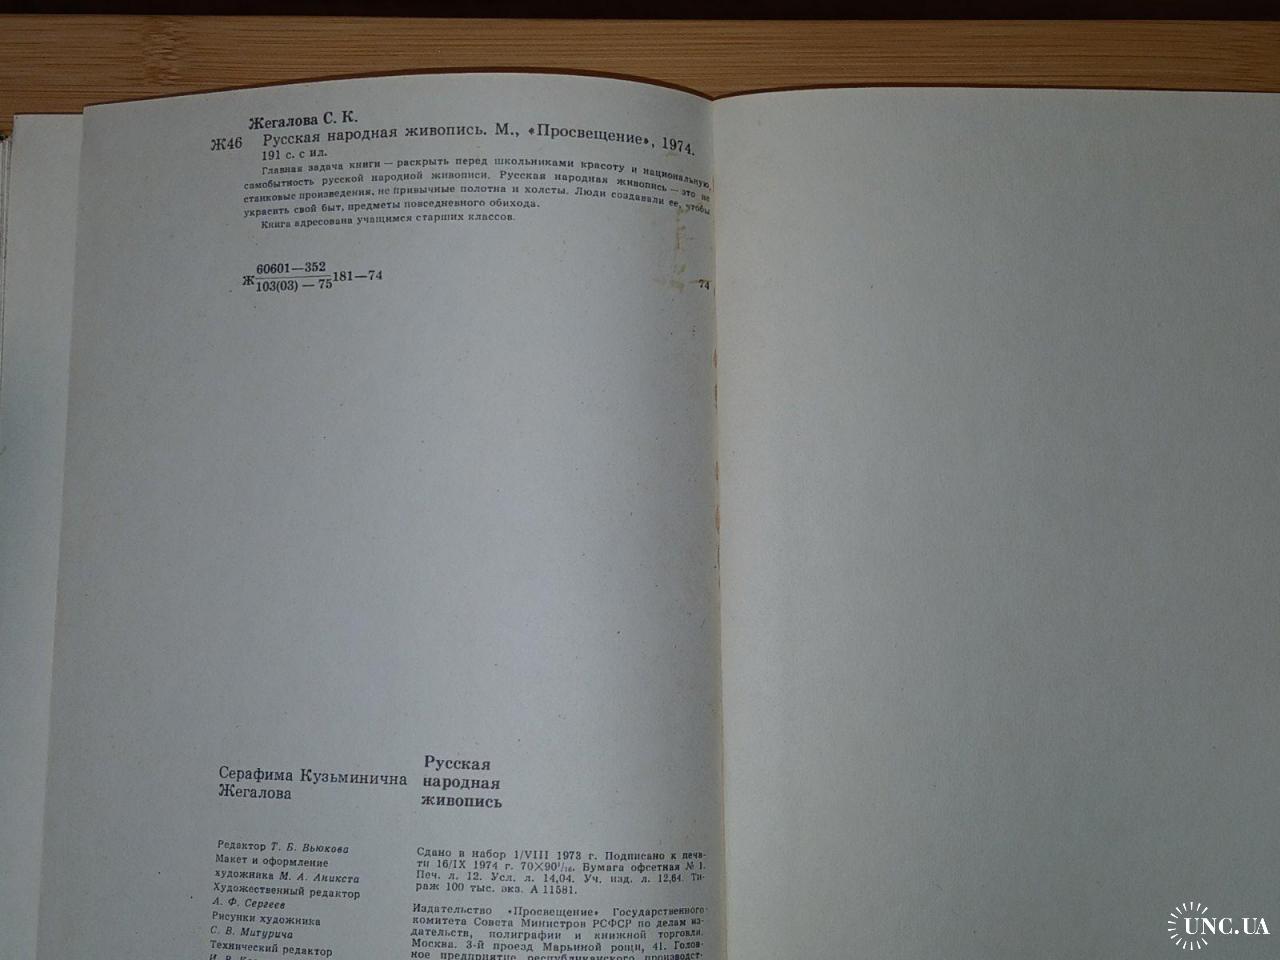 Жегалова С. К.
Ж46 Русская народная живопись. М., «Просвещение», 1974.
191 с. с ил.
Главная задача книги — раскрыть перед школьниками красоту и национальную
самобытность русской народной живописи. Русская народная живопись — это не
станковые произведения, не привычные полотна и холсты. Люди создавали ее, чтобы
украсить свой быт, предметы повседневного обихода.
Книга адресована учащимся старших классов.
60601—352
Ж 181—74
103(03) — 75
74
Серафима Кузьминична
Жегалова
Русская
народная
живопись
Редактор Т. Б. Вьюкова
Макет и оформление
художника М. А. Аникста
Художественный редактор
А. Ф. Сергеев
Рисунки художника
С. В. Митурича
Технический редактор
Сдано в набор 1/VIII 1973 г. Подписано к печа-
ти 16/IX 1974 г. 70×90¹/₁₆. Бумага офсетная № 1.
Печ. л. 12. Усл. л. 14,04. Уч. изд. л. 12,64. Ти-
раж 100 тыс. экз. А 11581.
Издательство «Просвещение» Государственного
комитета Совета Министров РСФСР по делам из-
дательств, полиграфии и книжной торговли.
Москва. 3-й проезд Марьиной рощи, 41. Голов-
ное предприятие республиканского производст-
UNC.UA